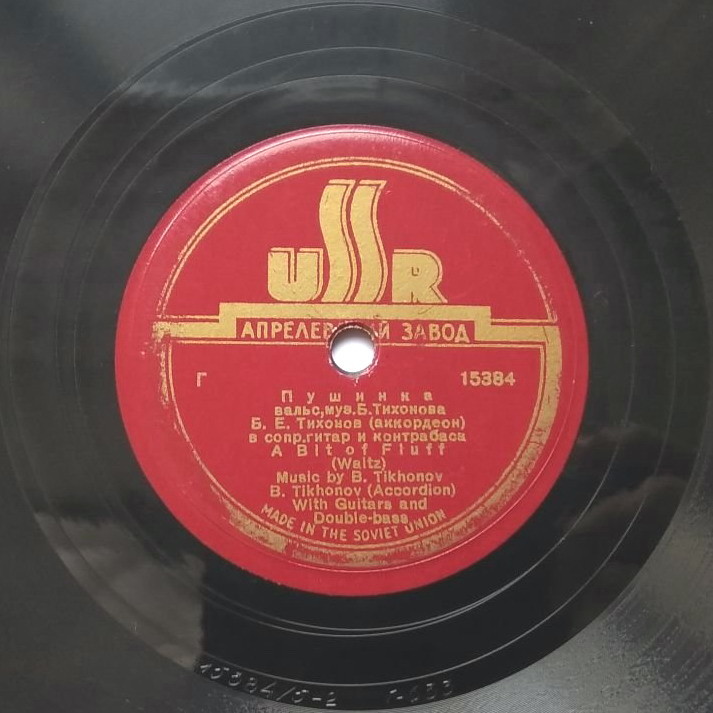 USSR
АПРЕЛЕВСКИЙ ЗАВОД
Г 15384
Пушинка
вальс, муз. Б. Тихонова
Б. Е. Тихонов (аккордеон)
в сопр. гитар и контрабаса
A Bit of Fluff
(Waltz)
Music by B. Tikhonov
B. Tikhonov (Accordion)
With Guitars and
Double-bass
MADE IN THE SOVIET UNION